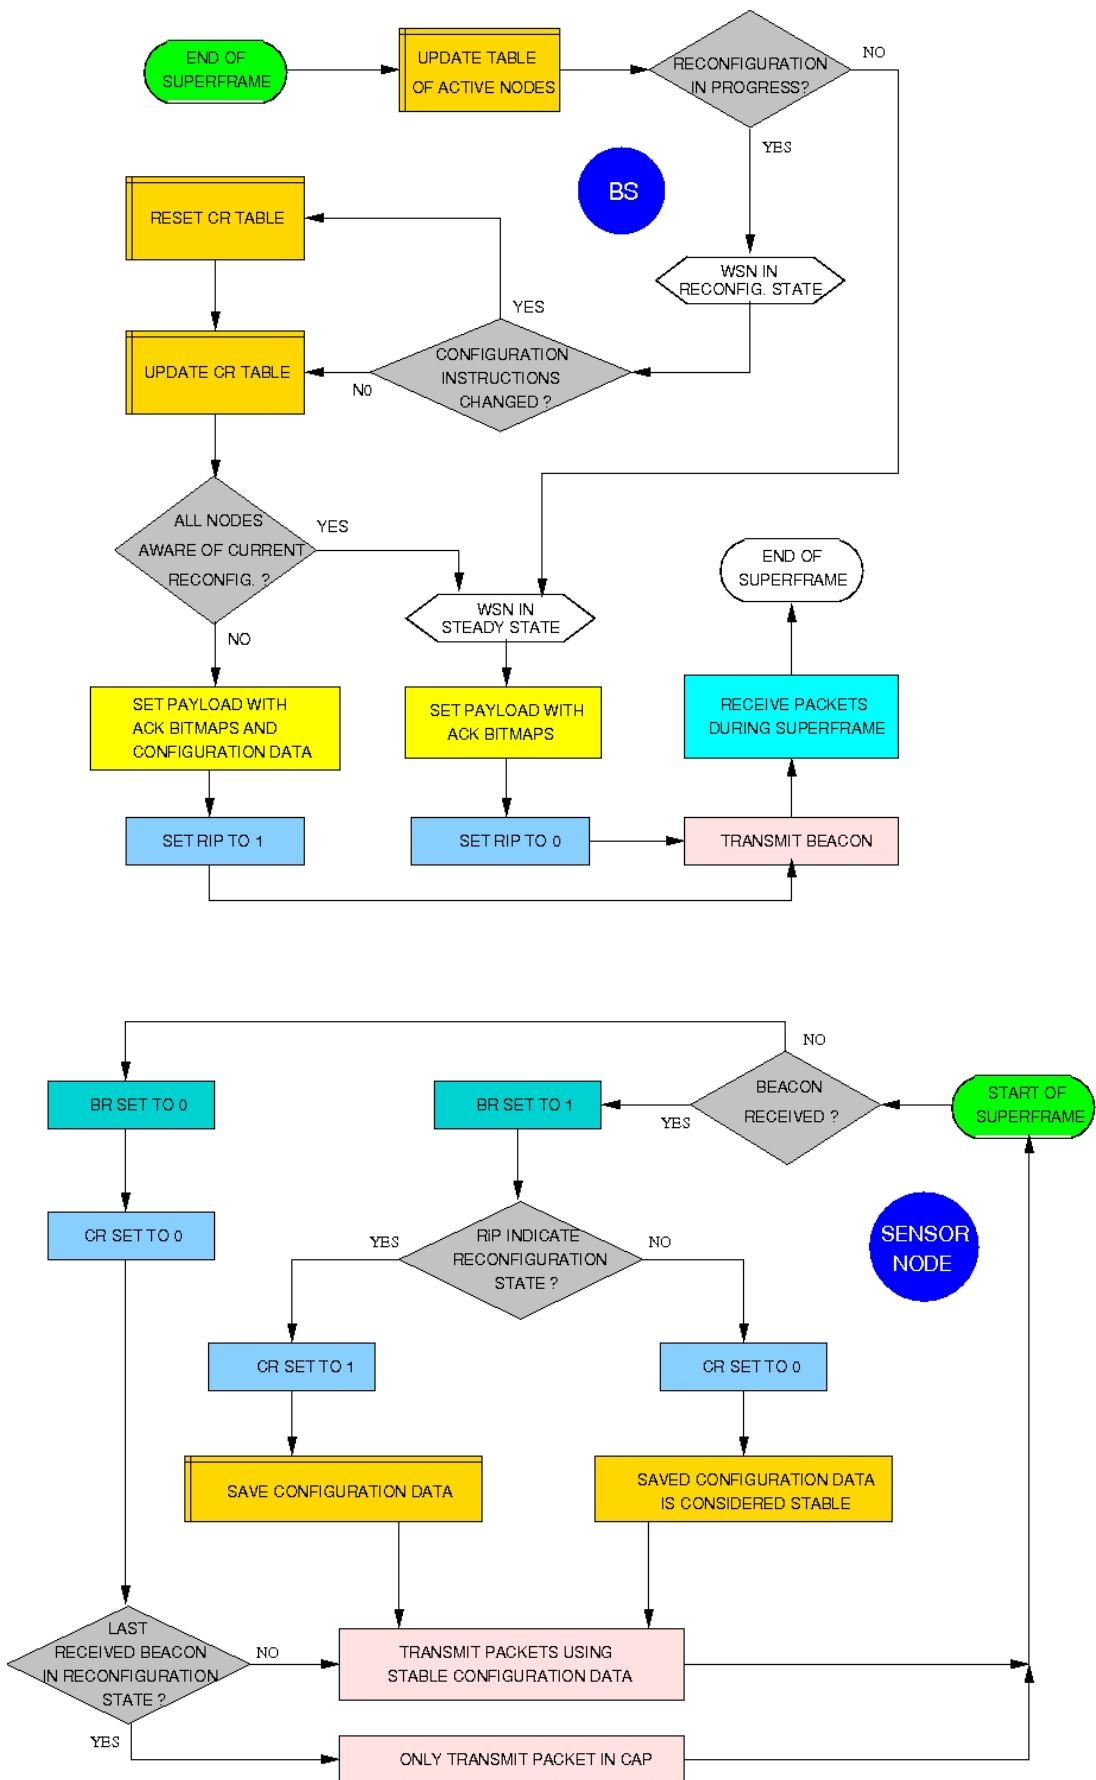 END OF
SUPERFRAME
UPDATE TABLE
OF ACTIVE NODES
RECONFIGURATION
IN PROGRESS?
NO
YES
BS
RESET CR TABLE
WSN IN
RECONFIG. STATE
YES
CONFIGURATION
INSTRUCTIONS
CHANGED ?
N0
UPDATE CR TABLE
ALL NODES
AWARE OF CURRENT
RECONFIG. ?
YES
NO
END OF
SUPERFRAME
WSN IN
STEADY STATE
SET PAYLOAD WITH
ACK BITMAPS AND
CONFIGURATION DATA
SET PAYLOAD WITH
ACK BITMAPS
RECEIVE PACKETS
DURING SUPERFRAME
SET RIP TO 1
SET RIP TO 0
TRANSMIT BEACON
NO
BEACON
RECEIVED ?
YES
START OF
SUPERFRAME
BR SET TO 0
BR SET TO 1
CR SET TO 0
YES
RIP INDICATE
RECONFIGURATION
STATE ?
NO
SENSOR
NODE
CR SET TO 1
CR SET TO 0
SAVE CONFIGURATION DATA
SAVED CONFIGURATION DATA
IS CONSIDERED STABLE
LAST
RECEIVED BEACON
IN RECONFIGURATION
STATE ?
NO
TRANSMIT PACKETS USING
STABLE CONFIGURATION DATA
YES
ONLY TRANSMIT PACKET IN CAP